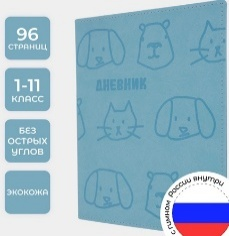 96
СТРАНИЦ
1-11
КЛАСС
БЕЗ
ОСТРЫХ
УГЛОВ
ЭКОКОЖА
ДНЕВНИК
с гимном России внутри